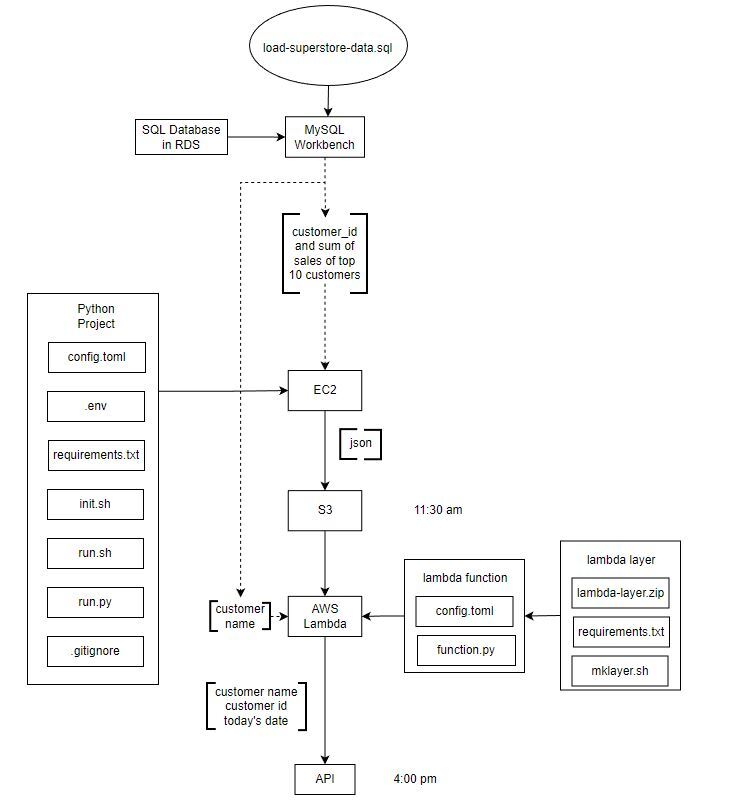 load-superstore-data.sql
SQL Database
in RDS
MySQL
Workbench
customer_id
and sum of
sales of top
10 customers
Python
Project
config.toml
.env
requirements.txt
init.sh
run.sh
run.py
.gitignore
EC2
json
S3
11:30 am
customer
name
AWS
Lambda
lambda function
config.toml
function.py
lambda layer
lambda-layer.zip
requirements.txt
mklayer.sh
customer name
customer id
today's date
API
4:00 pm